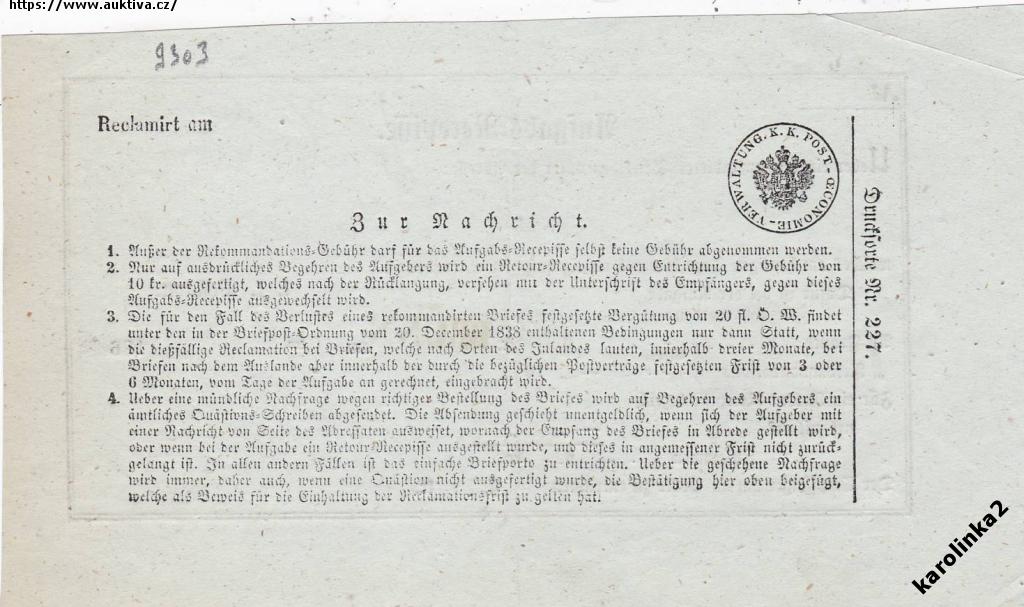 https://www.auktiva.cz/
9303
Reclamirt am
VERWALTUNG. K. K. POST-ŒCONOMIE-
Zur Nachricht.
1. Außer der Rekommandations-Gebühr darf für das Aufgabs-Recepisse selbst keine Gebühr abgenommen werden.
2. Nur auf ausdrückliches Begehren des Aufgebers wird ein Retour-Recepisse gegen Entrichtung der Gebühr von
10 kr. ausgefertigt, welches nach der Rücklangung, versehen mit der Unterschrift des Empfängers, gegen dieses
Aufgabs-Recepisse ausgewechselt wird.
3. Die für den Fall des Verlustes eines rekommandirten Briefes festgesetzte Vergütung von 20 fl. Ö. W. findet
unter den in der Briefpost-Ordnung vom 20. December 1838 enthaltenen Bedingungen nur dann Statt, wenn
die dießfällige Reclamation bei Briefen, welche nach Orten des Inlandes lauten, innerhalb dreier Monate, bei
Briefen nach dem Auslande aber innerhalb der durch die bezüglichen Postverträge festgesetzten Frist von 3 oder
6 Monaten, vom Tage der Aufgabe an gerechnet, eingebracht wird.
4. Ueber eine mündliche Nachfrage wegen richtiger Bestellung des Briefes wird auf Begehren des Aufgebers ein
ämtliches Quästions-Schreiben abgesendet. Die Absendung geschieht unentgeldlich, wenn sich der Aufgeber mit
einer Nachricht von Seite des Adressaten ausweiset, wornach der Empfang des Briefes in Abrede gestellt wird,
oder wenn bei der Aufgabe ein Retour-Recepisse ausgestellt wurde, und dieses in angemessener Frist nicht zurück-
gelangt ist. In allen andern Fällen ist das einfache Briefporto zu entrichten. Ueber die geschehene Nachfrage
wird immer, daher auch, wenn eine Quästion nicht ausgefertigt wurde, die Bestätigung hier oben beigefügt,
welche als Beweis für die Einhaltung der Reclamationsfrist zu gelten hat.
Drucksorte Nr. 227.
karolinka2